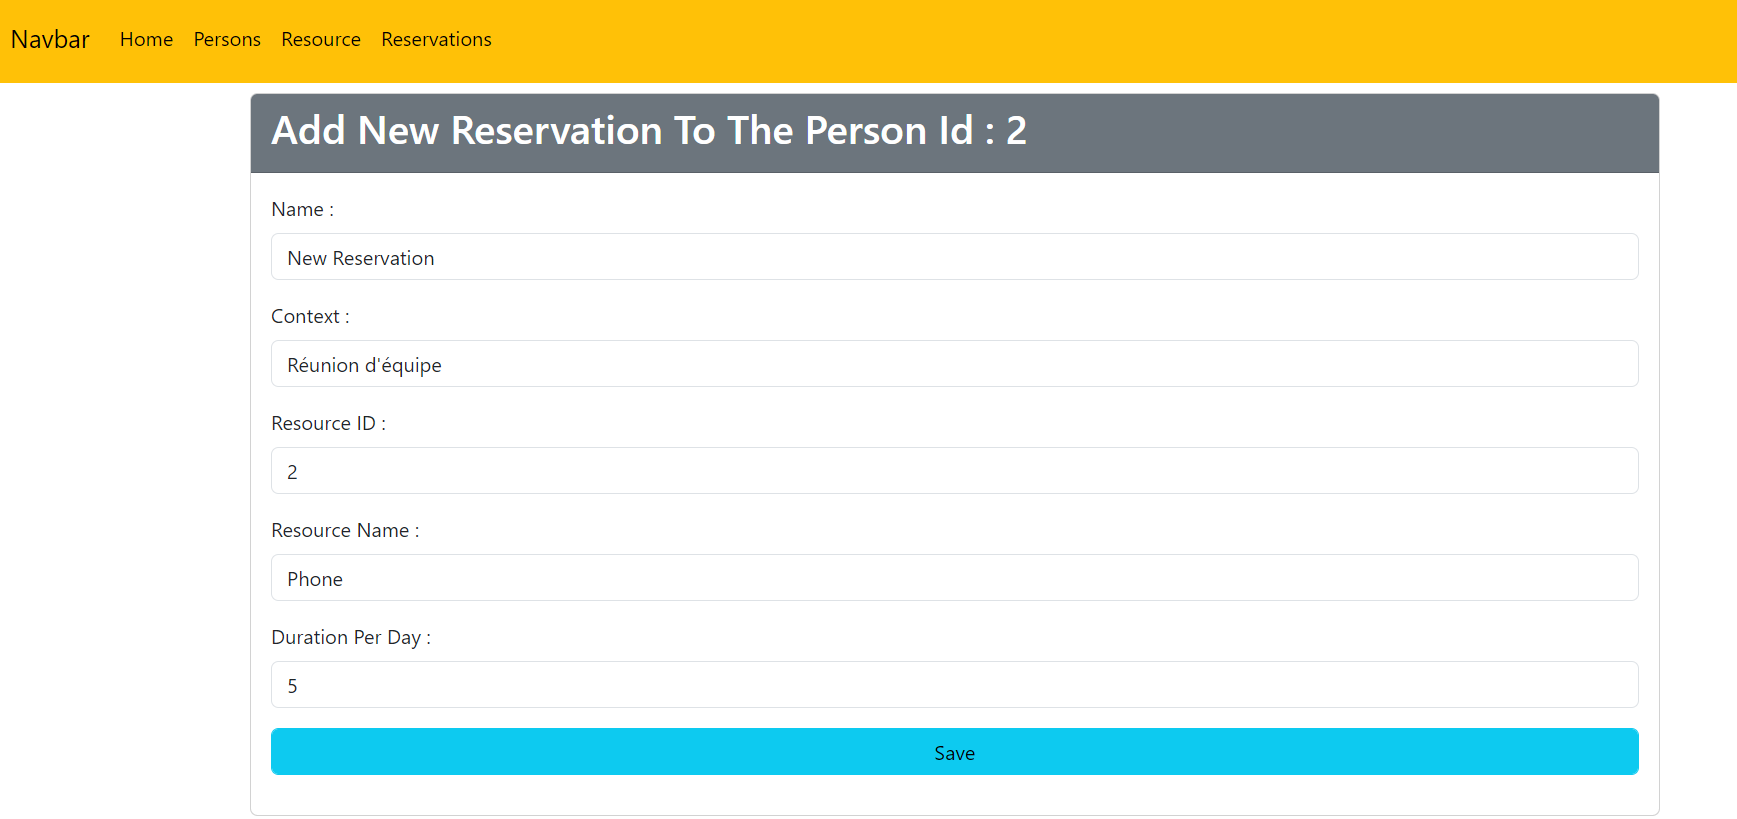 Navbar Home Persons Resource Reservations
Add New Reservation To The Person Id : 2
Name :
New Reservation
Context :
Réunion d'équipe
Resource ID :
2
Resource Name :
Phone
Duration Per Day :
5
Save